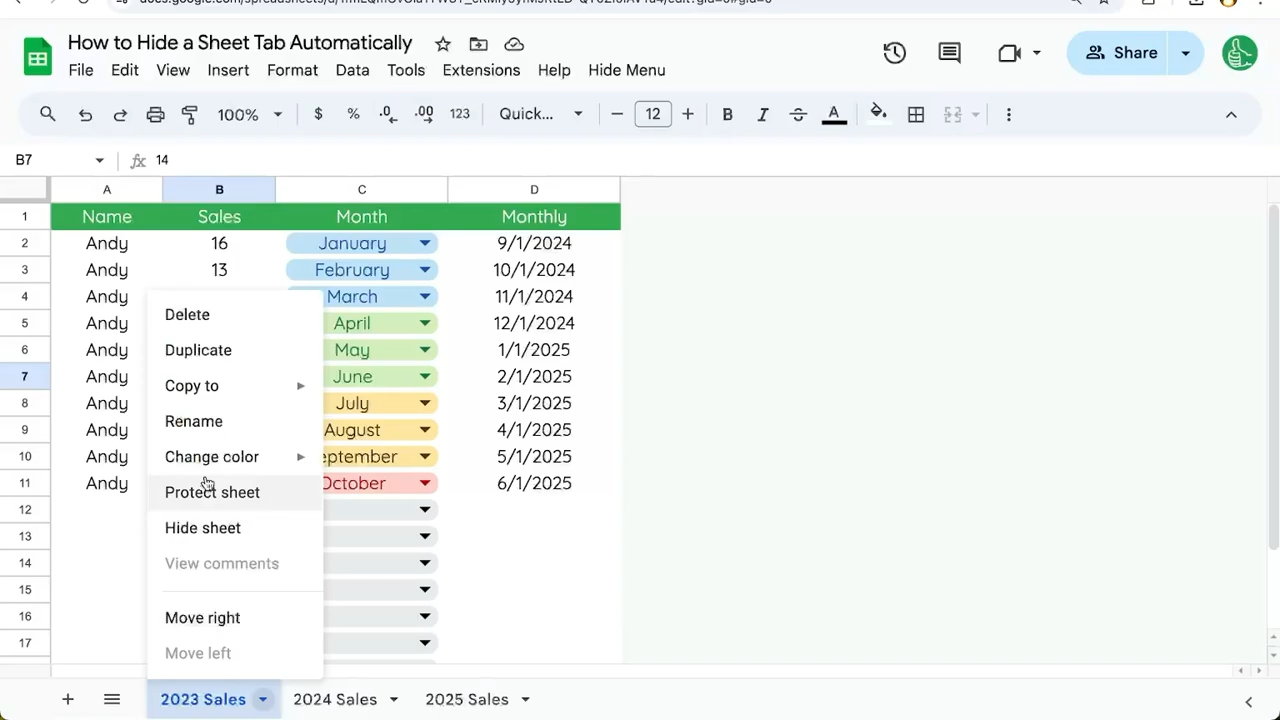 How to Hide a Sheet Tab Automatically
File Edit View Insert Format Data Tools Extensions Help Hide Menu
Share
100% $ % .0 .00 123 Quick... − 12 + B I S A
B7 fx 14
A B C D
1 Name Sales Month Monthly
2 Andy 16 January 9/1/2024
3 Andy 13 February 10/1/2024
4 Andy March 11/1/2024
5 Andy April 12/1/2024
6 Andy May 1/1/2025
7 Andy June 2/1/2025
8 Andy July 3/1/2025
9 Andy August 4/1/2025
10 Andy eptember 5/1/2025
11 Andy October 6/1/2025
12
13
14
15
16
17
Delete
Duplicate
Copy to
Rename
Change color
Protect sheet
Hide sheet
View comments
Move right
Move left
+ 2023 Sales 2024 Sales 2025 Sales